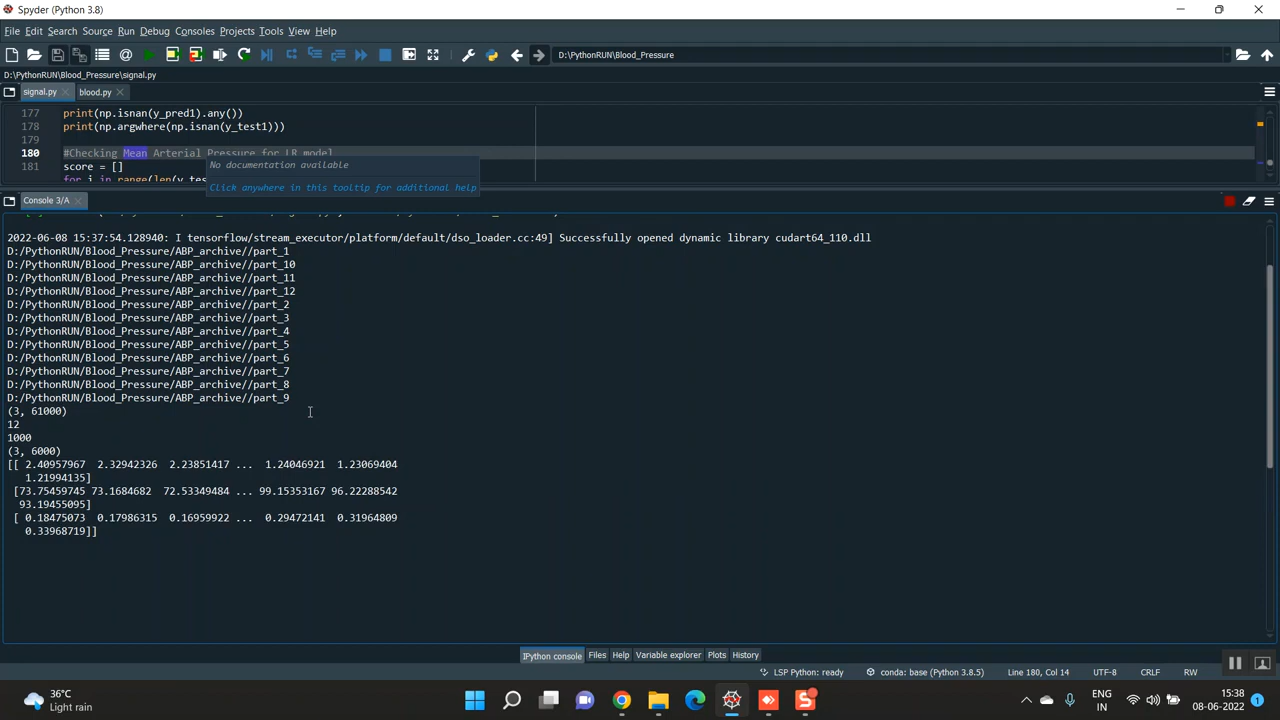 Spyder (Python 3.8)
File Edit Search Source Run Debug Consoles Projects Tools View Help
D:\PythonRUN\Blood_Pressure
D:\PythonRUN\Blood_Pressure\signal.py
signal.py blood.py
177 print(np.isnan(y_pred1).any())
178 print(np.argwhere(np.isnan(y_test1)))
179
180 #Checking Mean Arterial Pressure for LR model
No documentation available
181 score = []
Click anywhere in this tooltip for additional help
Console 3/A
2022-06-08 15:37:54.128940: I tensorflow/stream_executor/platform/default/dso_loader.cc:49] Successfully opened dynamic library cudart64_110.dll
D:/PythonRUN/Blood_Pressure/ABP_archive//part_1
D:/PythonRUN/Blood_Pressure/ABP_archive//part_10
D:/PythonRUN/Blood_Pressure/ABP_archive//part_11
D:/PythonRUN/Blood_Pressure/ABP_archive//part_12
D:/PythonRUN/Blood_Pressure/ABP_archive//part_2
D:/PythonRUN/Blood_Pressure/ABP_archive//part_3
D:/PythonRUN/Blood_Pressure/ABP_archive//part_4
D:/PythonRUN/Blood_Pressure/ABP_archive//part_5
D:/PythonRUN/Blood_Pressure/ABP_archive//part_6
D:/PythonRUN/Blood_Pressure/ABP_archive//part_7
D:/PythonRUN/Blood_Pressure/ABP_archive//part_8
D:/PythonRUN/Blood_Pressure/ABP_archive//part_9
(3, 61000)
12
1000
(3, 6000)
[[ 2.40957967 2.32942326 2.23851417 ... 1.24046921 1.23069404
1.21994135]
[73.75459745 73.1684682 72.53349484 ... 99.15353167 96.22288542
93.19455095]
[ 0.18475073 0.17986315 0.16959922 ... 0.29472141 0.31964809
0.33968719]]
IPython console Files Help Variable explorer Plots History
LSP Python: ready conda: base (Python 3.8.5) Line 180, Col 14 UTF-8 CRLF RW
36°C
Light rain
ENG
IN
15:38
08-06-2022
1